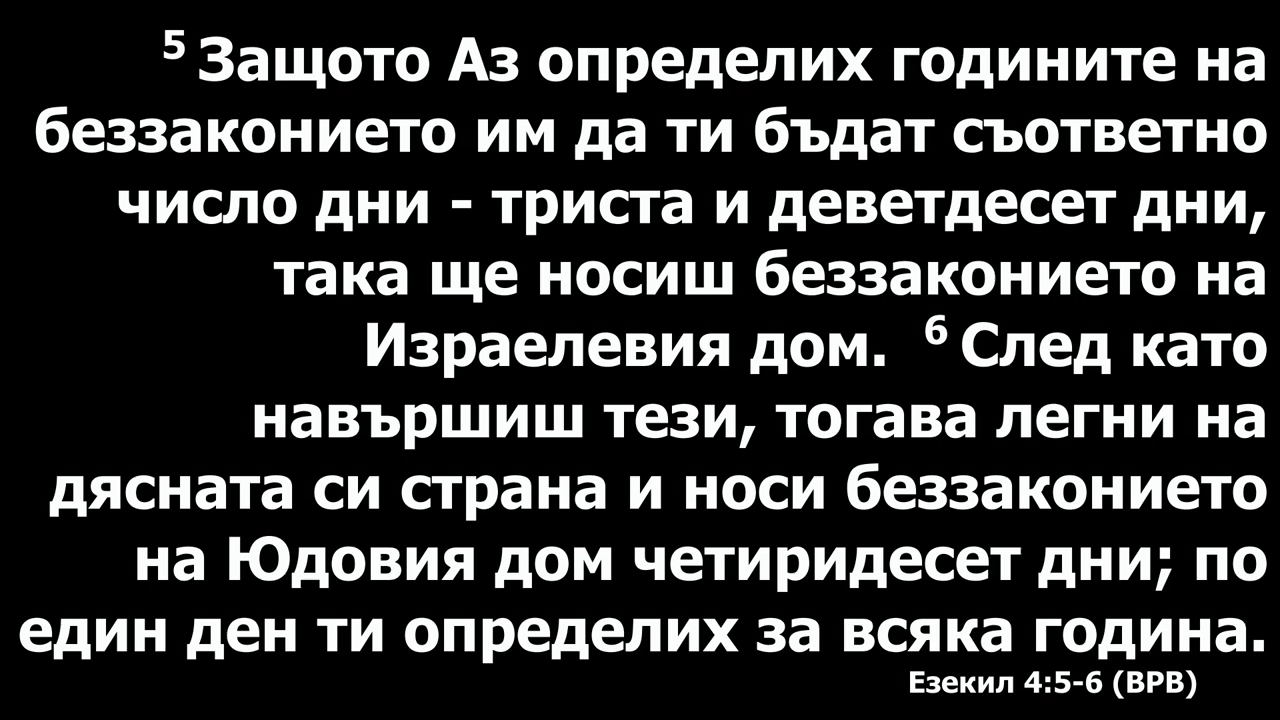 5 Защото Аз определих годините на
беззаконието им да ти бъдат съответно
число дни - триста и деветдесет дни,
така ще носиш беззаконието на
Израелевия дом. 6 След като
навършиш тези, тогава легни на
дясната си страна и носи беззаконието
на Юдовия дом четиридесет дни; по
един ден ти определих за всяка година.
Езекил 4:5-6 (ВРВ)